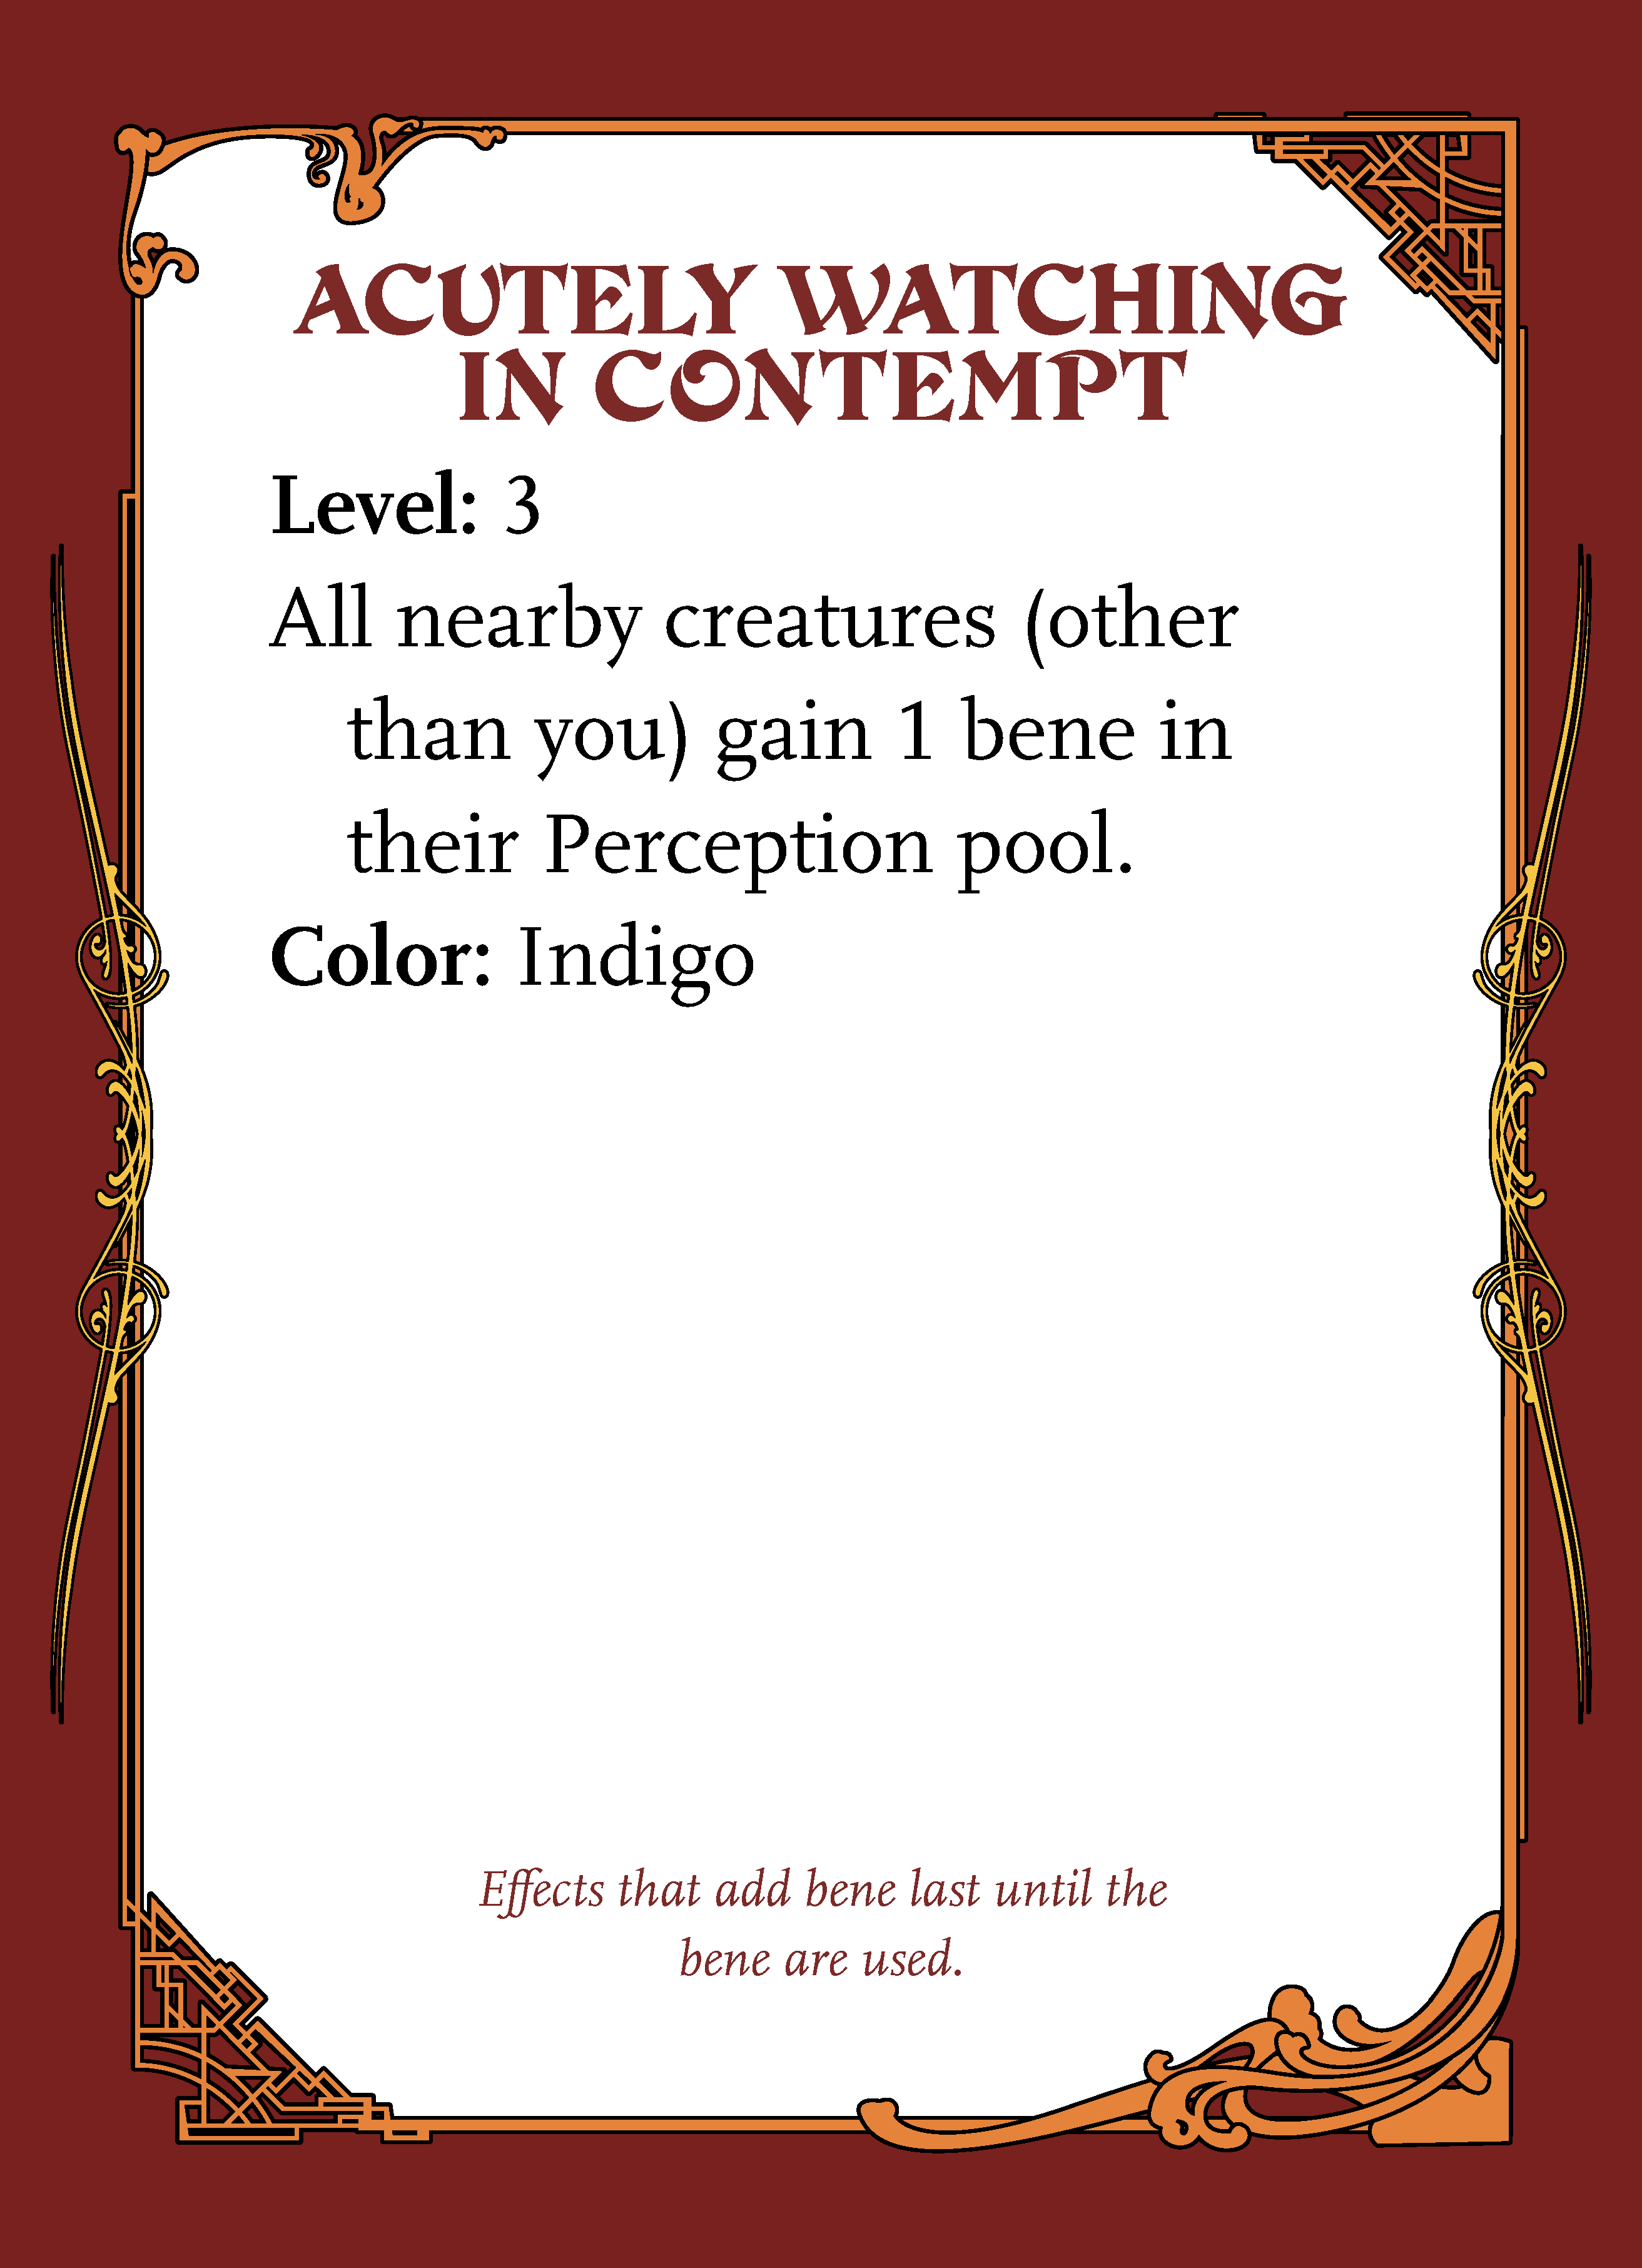 ACUTELY WATCHING
IN CONTEMPT
Level: 3
All nearby creatures (other
than you) gain 1 bene in
their Perception pool.
Color: Indigo
Effects that add bene last until the
bene are used.